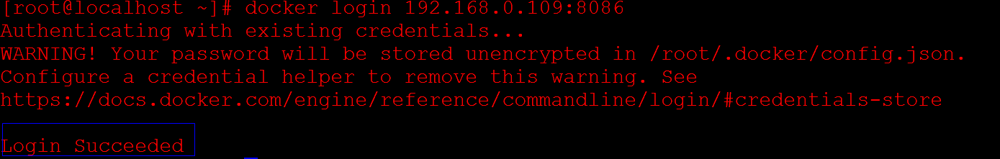 [root@localhost ~]# docker login 192.168.0.109:8086
Authenticating with existing credentials...
WARNING! Your password will be stored unencrypted in /root/.docker/config.json.
Configure a credential helper to remove this warning. See
https://docs.docker.com/engine/reference/commandline/login/#credentials-store
Login Succeeded